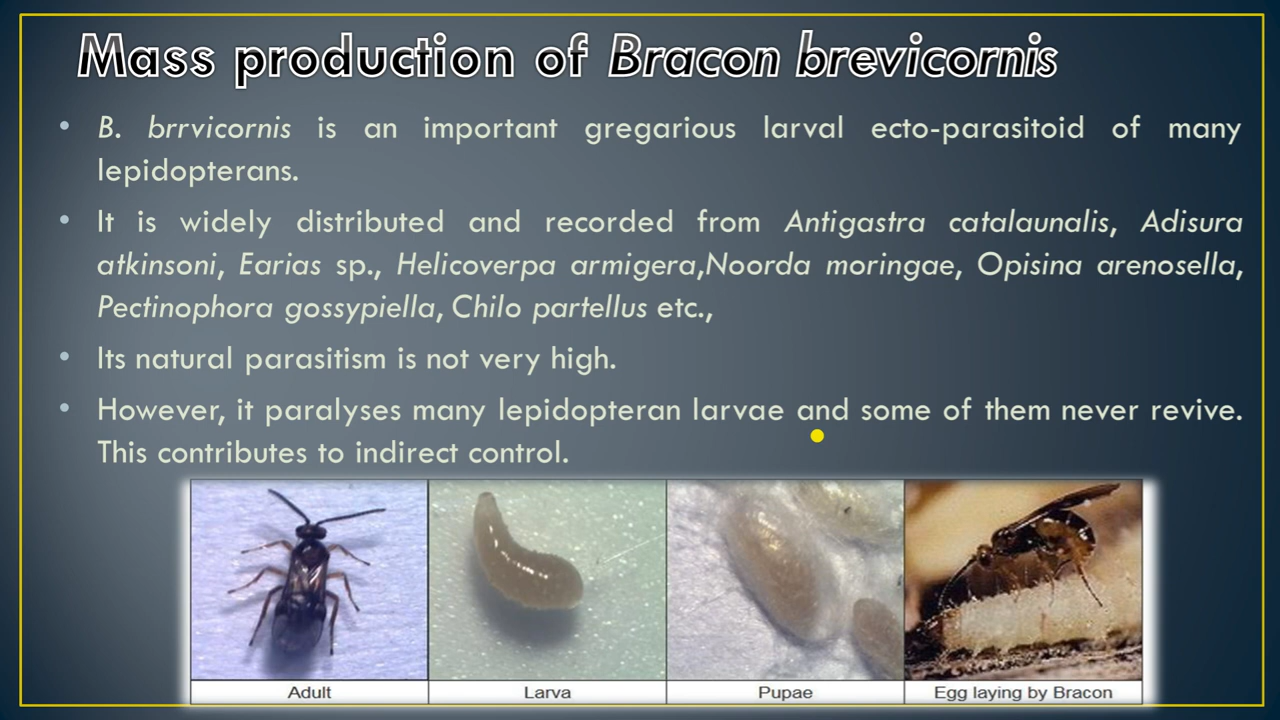 Mass production of Bracon brevicornis
• B. brrvicornis is an important gregarious larval ecto-parasitoid of many
lepidopterans.
• It is widely distributed and recorded from Antigastra catalaunalis, Adisura
atkinsoni, Earias sp., Helicoverpa armigera,Noorda moringae, Opisina arenosella,
Pectinophora gossypiella, Chilo partellus etc.,
• Its natural parasitism is not very high.
• However, it paralyses many lepidopteran larvae and some of them never revive.
This contributes to indirect control.
Adult
Larva
Pupae
Egg laying by Bracon